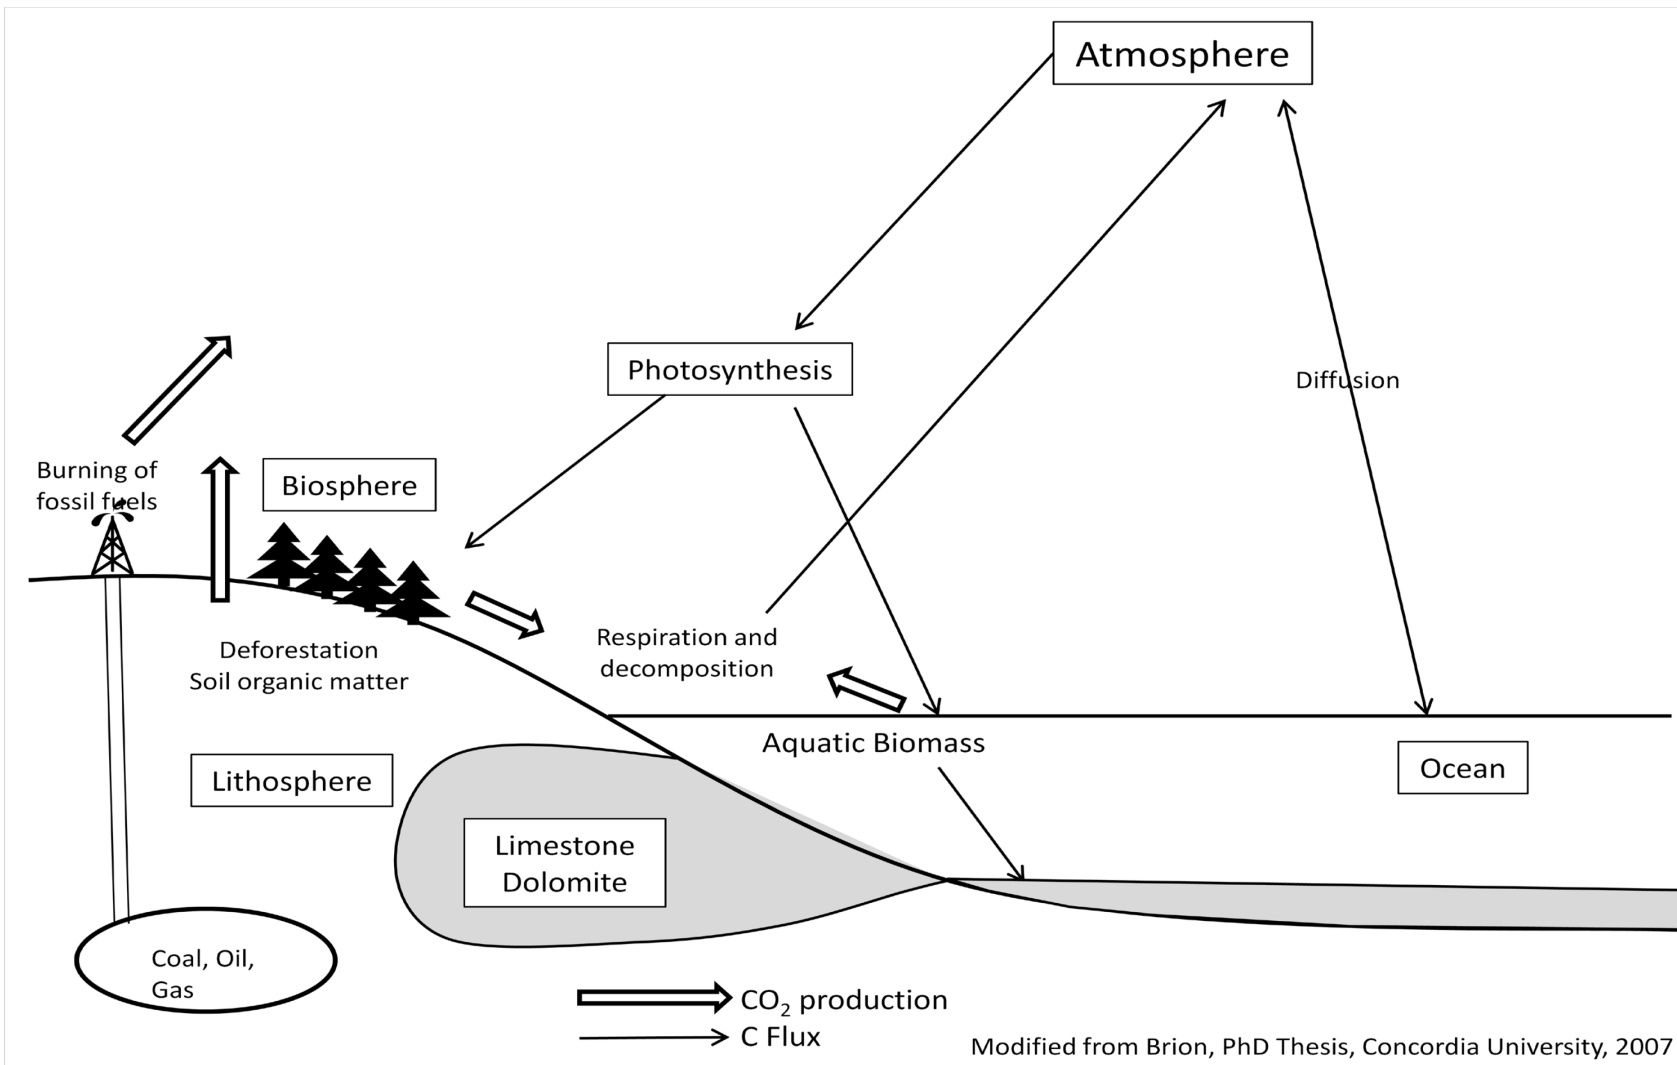 Atmosphere
Photosynthesis
Diffusion
Burning of
fossil fuels
Biosphere
Respiration and
decomposition
Deforestation
Soil organic matter
Aquatic Biomass
Lithosphere
Ocean
Limestone
Dolomite
Coal, Oil,
Gas
CO₂ production
C Flux
Modified from Brion, PhD Thesis, Concordia University, 2007